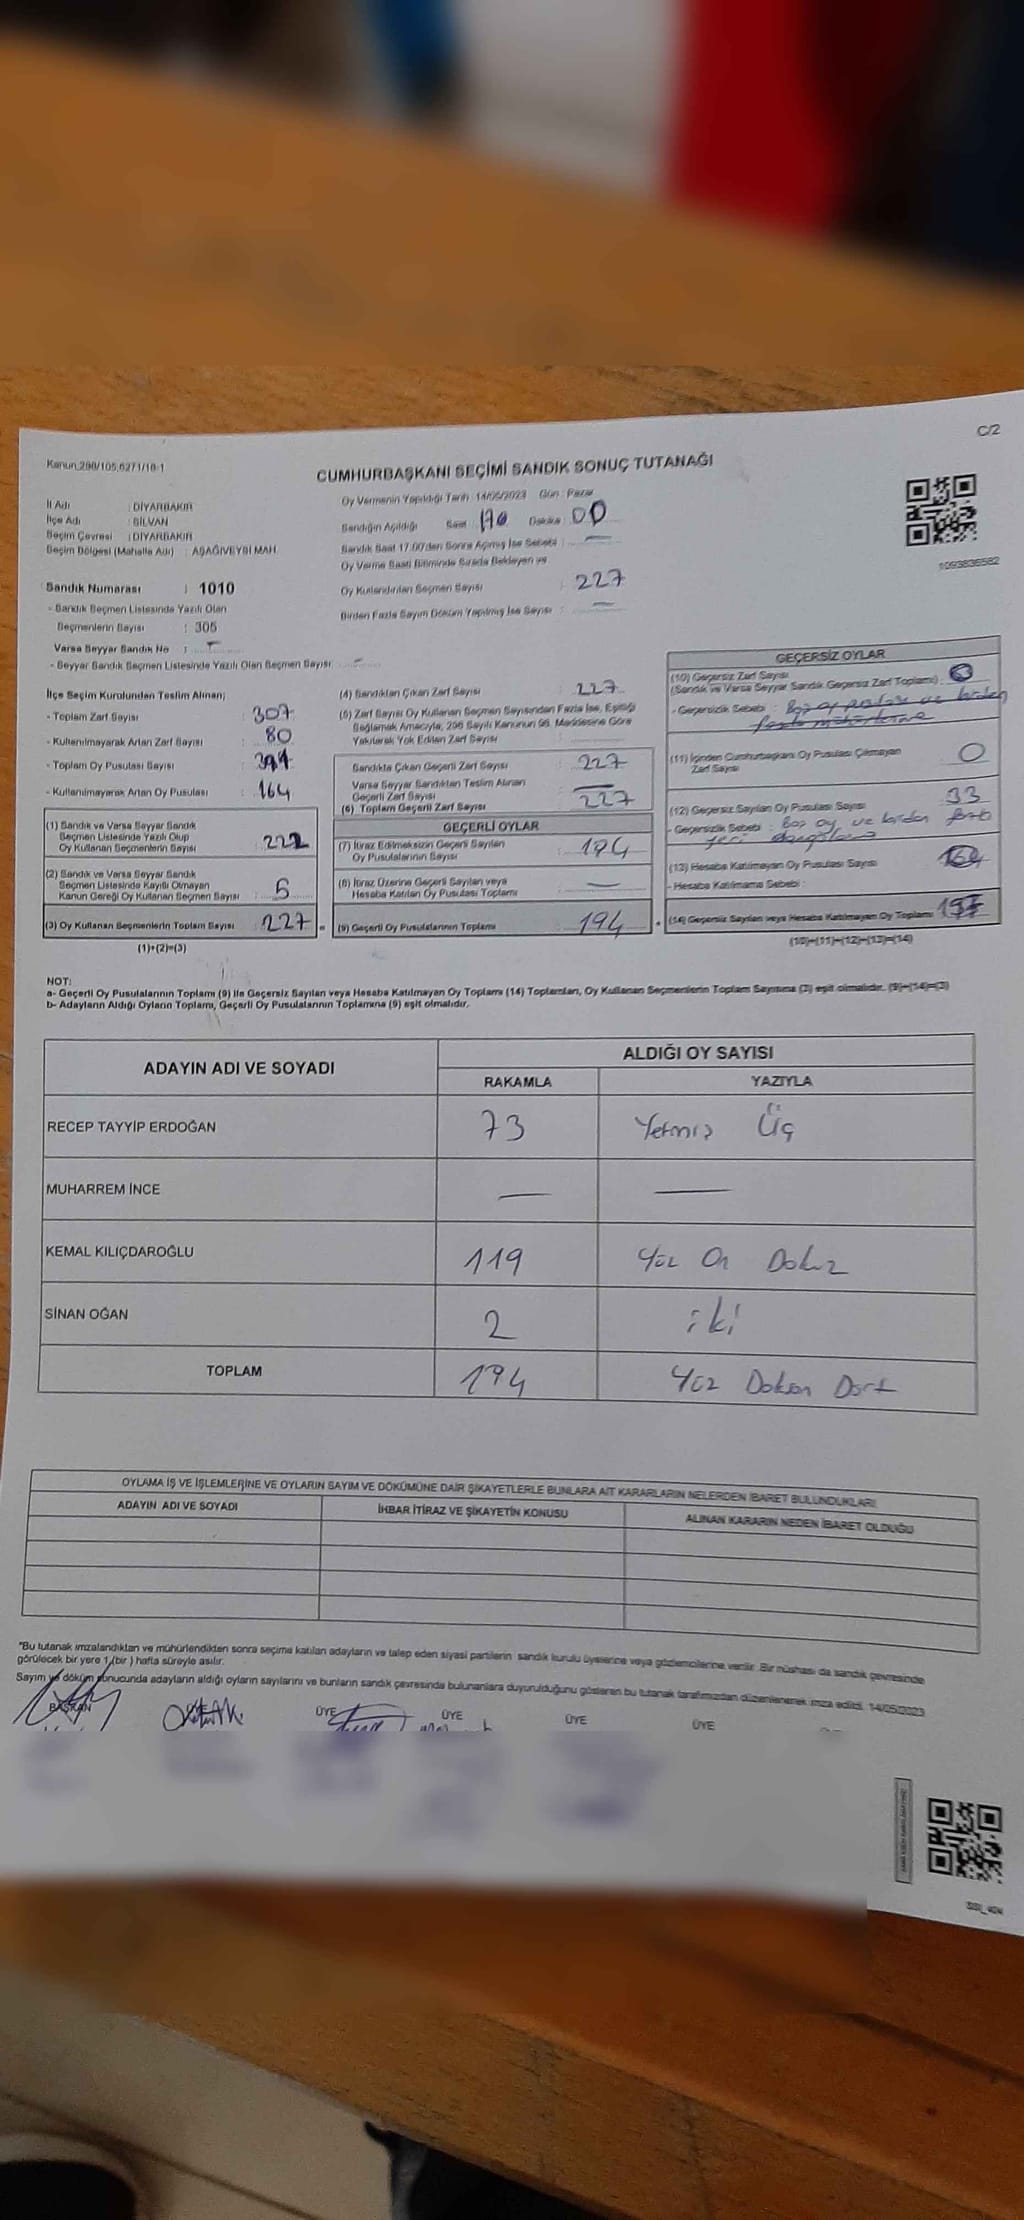 C/2
Kanun:298/105,6271/18-1
CUMHURBAŞKANI SEÇİMİ SANDIK SONUÇ TUTANAĞI
İl Adı : DİYARBAKIR
İlçe Adı : SİLVAN
Seçim Çevresi : DİYARBAKIR
Seçim Bölgesi (Mahalle Adı) : AŞAĞIVEYSİ MAH.
Sandık Numarası : 1010
- Sandık Seçmen Listesinde Yazılı Olan
Seçmenlerin Sayısı : 305
Varsa Seyyar Sandık No : -
- Seyyar Sandık Seçmen Listesinde Yazılı Olan Seçmen Sayısı: -
Oy Vermenin Yapıldığı Tarih : 14/05/2023 Gün : Pazar
Sandığın Açıldığı Saat : Dakika : 00
Sandık Saat 17:00'den Sonra Açılmış İse Sebebi : —
Oy Verme Saati Bitiminde Sırada Bekleyen ve
Oy Kullandırılan Seçmen Sayısı : 227
Birden Fazla Sayım Döküm Yapılmış İse Sayısı : —
1093836582
İlçe Seçim Kurulundan Teslim Alınan;
- Toplam Zarf Sayısı : 307
- Kullanılmayarak Artan Zarf Sayısı : 80
- Toplam Oy Pusulası Sayısı :
- Kullanılmayarak Artan Oy Pusulası : 164
(1) Sandık ve Varsa Seyyar Sandık
Seçmen Listesinde Yazılı Olup
Oy Kullanan Seçmenlerin Sayısı : 222
(2) Sandık ve Varsa Seyyar Sandık
Seçmen Listesinde Kayıtlı Olmayan
Kanun Gereği Oy Kullanan Seçmen Sayısı : 5
(3) Oy Kullanan Seçmenlerin Toplam Sayısı : 227
(1)+(2)=(3)
(4) Sandıktan Çıkan Zarf Sayısı : 227
(5) Zarf Sayısı Oy Kullanan Seçmen Sayısından Fazla İse, Eşitliği
Sağlamak Amacıyla, 298 Sayılı Kanunun 98. Maddesine Göre
Yakılarak Yok Edilen Zarf Sayısı :
Sandıkta Çıkan Geçerli Zarf Sayısı : 227
Varsa Seyyar Sandıktan Teslim Alınan
Geçerli Zarf Sayısı : —
(6) Toplam Geçerli Zarf Sayısı : 227
GEÇERLİ OYLAR
(7) İtiraz Edilmeksizin Geçerli Sayılan
Oy Pusulalarının Sayısı : 194
(8) İtiraz Üzerine Geçerli Sayılan veya
Hesaba Katılan Oy Pusulası Toplamı : —
(9) Geçerli Oy Pusulalarının Toplamı 194
GEÇERSİZ OYLAR
(10) Geçersiz Zarf Sayısı
(Sandık ve Varsa Seyyar Sandık Geçersiz Zarf Toplamı) :
- Geçersizlik Sebebi : Boş oy pusulası ve birden
fazla mühürleme
(11) İçinden Cumhurbaşkanı Oy Pusulası Çıkmayan
Zarf Sayısı 0
(12) Geçersiz Sayılan Oy Pusulası Sayısı 33
- Geçersizlik Sebebi : Boş oy ve birden fazla
yeri damgalama
(13) Hesaba Katılmayan Oy Pusulası Sayısı
- Hesaba Katılmama Sebebi :
(14) Geçersiz Sayılan veya Hesaba Katılmayan Oy Toplamı
(10)+(11)+(12)+(13)=(14)
NOT:
a- Geçerli Oy Pusulalarının Toplamı (9) ile Geçersiz Sayılan veya Hesaba Katılmayan Oy Toplamı (14) Toplamları, Oy Kullanan Seçmenlerin Toplam Sayısına (3) eşit olmalıdır. (9)+(14)=(3)
b- Adayların Aldığı Oyların Toplamı, Geçerli Oy Pusulalarının Toplamına (9) eşit olmalıdır.
ADAYIN ADI VE SOYADI
ALDIĞI OY SAYISI
RAKAMLA YAZIYLA
RECEP TAYYİP ERDOĞAN 73 Yetmiş Üç
MUHARREM İNCE — —
KEMAL KILIÇDAROĞLU 119 Yüz On Dokuz
SİNAN OĞAN 2 iki
TOPLAM 194 Yüz Doksan Dört
OYLAMA İŞ VE İŞLEMLERİNE VE OYLARIN SAYIM VE DÖKÜMÜNE DAİR ŞİKAYETLERLE BUNLARA AİT KARARLARIN NELERDEN İBARET BULUNDUKLARI
ADAYIN ADI VE SOYADI İHBAR İTİRAZ VE ŞİKAYETİN KONUSU ALINAN KARARIN NEDEN İBARET OLDUĞU
"Bu tutanak imzalandıktan ve mühürlendikten sonra seçime katılan adayların ve talep eden siyasi partilerin sandık kurulu üyelerine veya gözlemcilerine verilir. Bir nüshası da sandık çevresinde
görülecek bir yere 1 (bir ) hafta süreyle asılır.
Sayım ve döküm sonucunda adayların aldığı oyların sayılarını ve bunların sandık çevresinde bulunanlara duyurulduğunu gösteren bu tutanak tarafımızdan düzenlenerek imza edildi. 14/05/2023
BAŞKAN ÜYE ÜYE ÜYE ÜYE